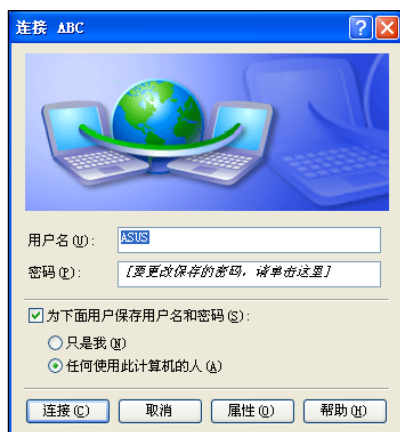 连接 ABC
用户名(U):
ASUS
密码(P):
[要更改保存的密码，请单击这里]
为下面用户保存用户名和密码(S):
只是我(N)
任何使用此计算机的人(A)
连接(C) 取消 属性(O) 帮助(H)